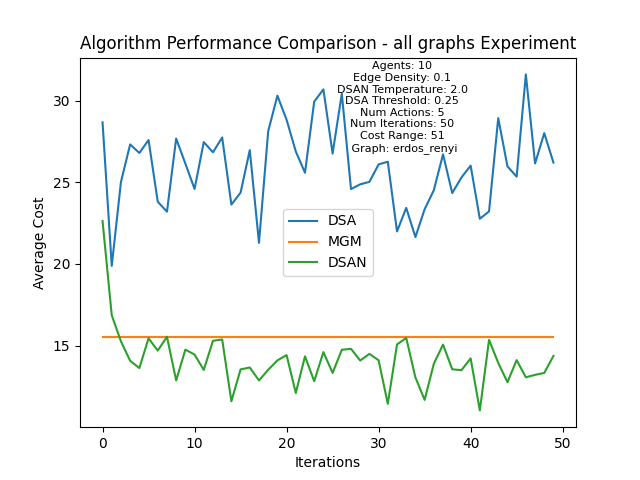 Algorithm Performance Comparison - all graphs Experiment
Agents: 10
Edge Density: 0.1
DSAN Temperature: 2.0
DSA Threshold: 0.25
Num Actions: 5
Num Iterations: 50
Cost Range: 51
Graph: erdos_renyi
30
25
20
15
Average Cost
DSA
MGM
DSAN
0
10
20
30
40
50
Iterations